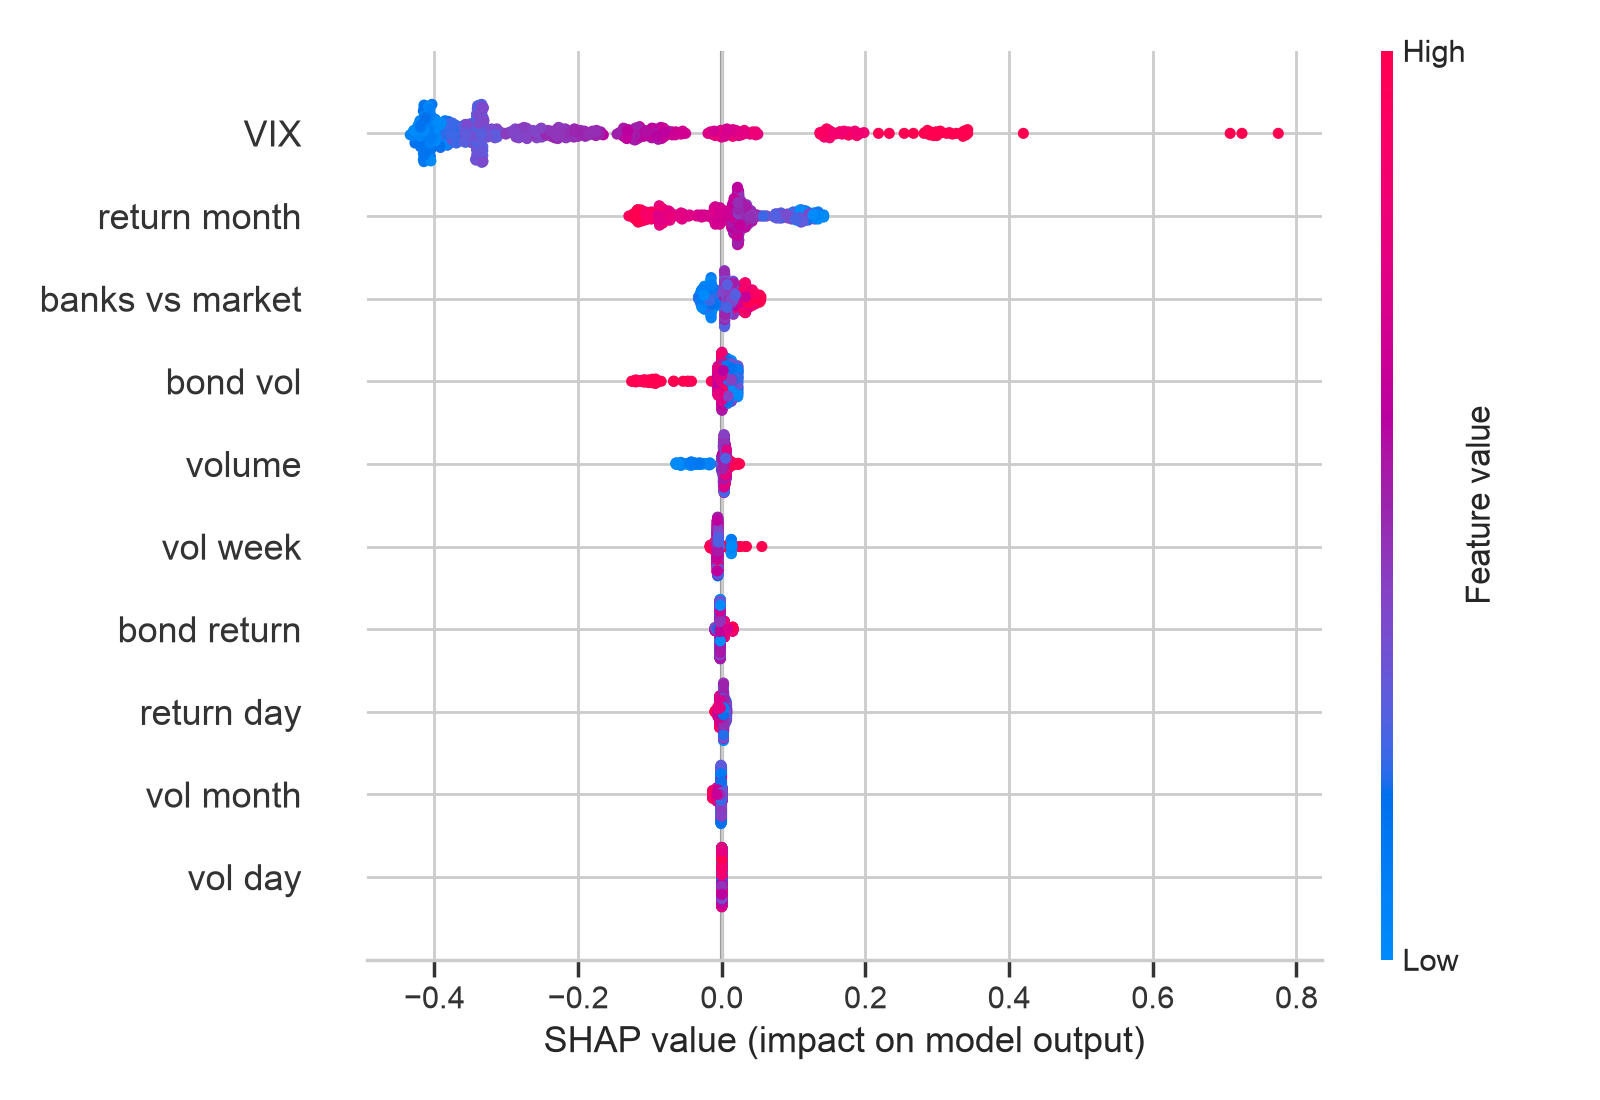 High
VIX
return month
banks vs market
bond vol
volume
vol week
bond return
return day
vol month
vol day
Feature value
Low
−0.4 −0.2 0.0 0.2 0.4 0.6 0.8
SHAP value (impact on model output)